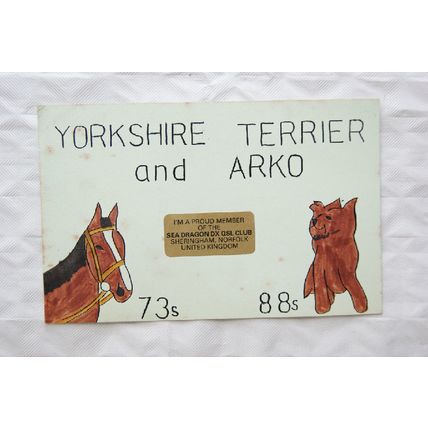 YORKSHIRE TERRIER
and ARKO
I'M A PROUD MEMBER
OF THE
SEA DRAGON DX QSL CLUB
SHERINGHAM, NORFOLK
UNITED KINGDOM
73s 88s